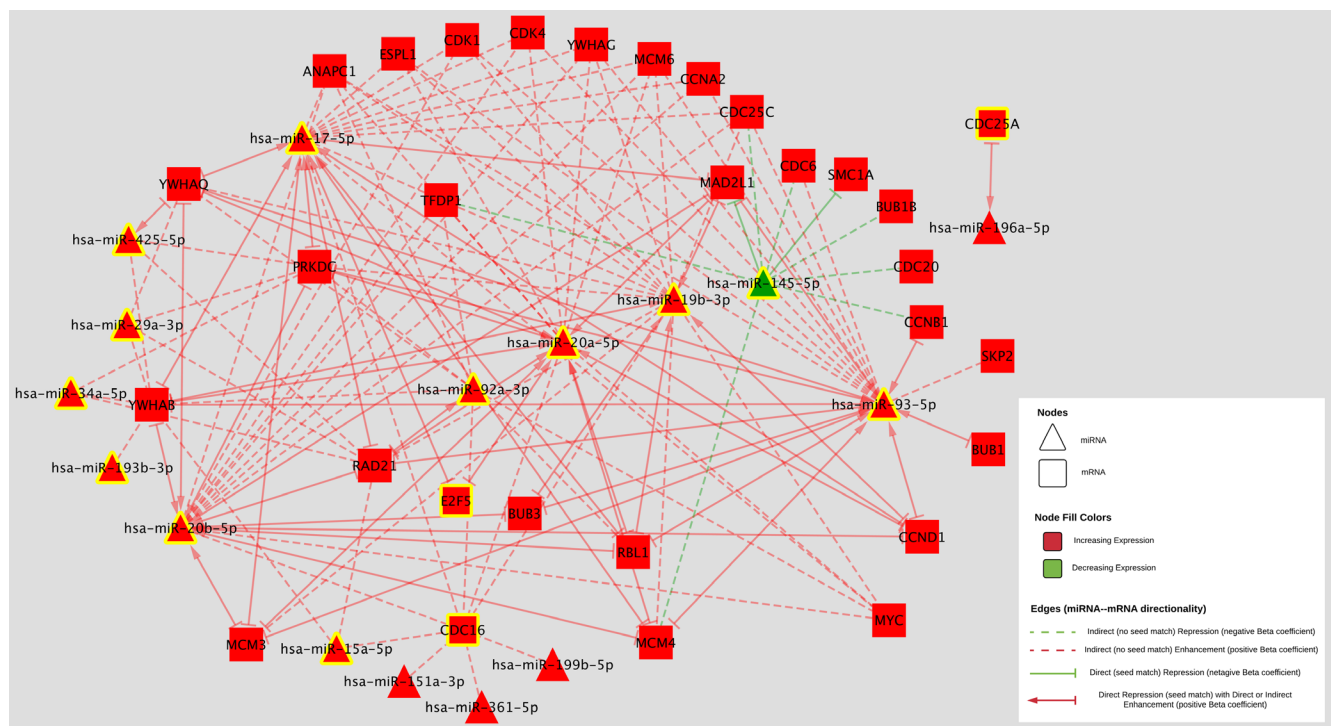 CDK4
CDK1
YWHAG
ESPL1
MCM6
ANAPC1
CCNA2
CDC25C
CDC25A
hsa-miR-17-5p
CDC6
SMC1A
YWHAQ
MAD2L1
TFDP1
BUB1B
hsa-miR-196a-5p
hsa-miR-425-5p
PRKDC
CDC20
hsa-miR-145-5p
hsa-miR-19b-3p
hsa-miR-29a-3p
CCNB1
hsa-miR-20a-5p
SKP2
hsa-miR-34a-5p
hsa-miR-92a-3p
YWHAB
hsa-miR-93-5p
BUB1
hsa-miR-193b-3p
RAD21
E2F5
BUB3
hsa-miR-20b-5p
CCND1
RBL1
MYC
CDC16
MCM3
MCM4
hsa-miR-15a-5p
hsa-miR-199b-5p
hsa-miR-151a-3p
hsa-miR-361-5p
Nodes
miRNA
mRNA
Node Fill Colors
Increasing Expression
Decreasing Expression
Edges (miRNA--mRNA directionality)
Indirect (no seed match) Repression (negative Beta coefficient)
Indirect (no seed match) Enhancement (positive Beta coefficient)
Direct (seed match) Repression (netagive Beta coefficient)
Direct Repression (seed match) with Direct or Indirect
Enhancement (positive Beta coefficient)